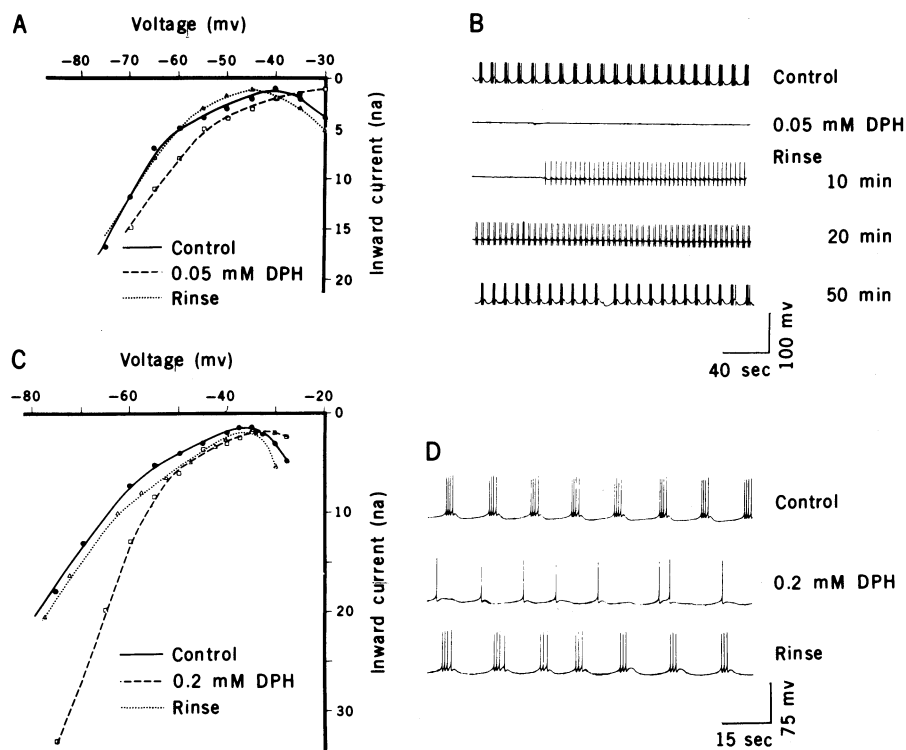 A
Voltage (mv)
−80 −70 −60 −50 −40 −30
0
5
10
15
20
Inward current (na)
Control
0.05 mM DPH
Rinse
B
Control
0.05 mM DPH
Rinse
10 min
20 min
50 min
40 sec
100 mv
C
Voltage (mv)
−80 −60 −40 −20
0
10
20
30
Inward current (na)
Control
0.2 mM DPH
Rinse
D
Control
0.2 mM DPH
Rinse
15 sec
75 mv